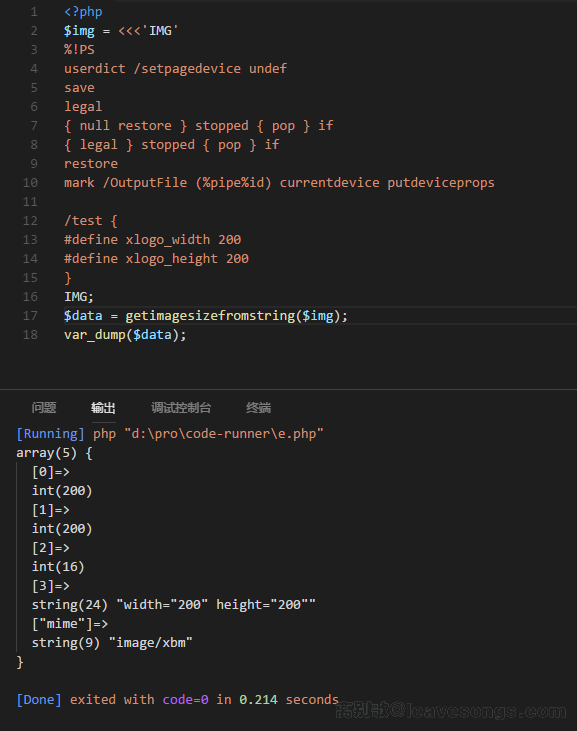 1 <?php
2 $img = <<<'IMG'
3 %!PS
4 userdict /setpagedevice undef
5 save
6 legal
7 { null restore } stopped { pop } if
8 { legal } stopped { pop } if
9 restore
10 mark /OutputFile (%pipe%id) currentdevice putdeviceprops
11
12 /test {
13 #define xlogo_width 200
14 #define xlogo_height 200
15 }
16 IMG;
17 $data = getimagesizefromstring($img);
18 var_dump($data);
问题 输出 调试控制台 终端
[Running] php "d:\pro\code-runner\e.php"
array(5) {
[0]=>
int(200)
[1]=>
int(200)
[2]=>
int(16)
[3]=>
string(24) "width="200" height="200""
["mime"]=>
string(9) "image/xbm"
}
[Done] exited with code=0 in 0.214 seconds
离别歌@leavesongs.com